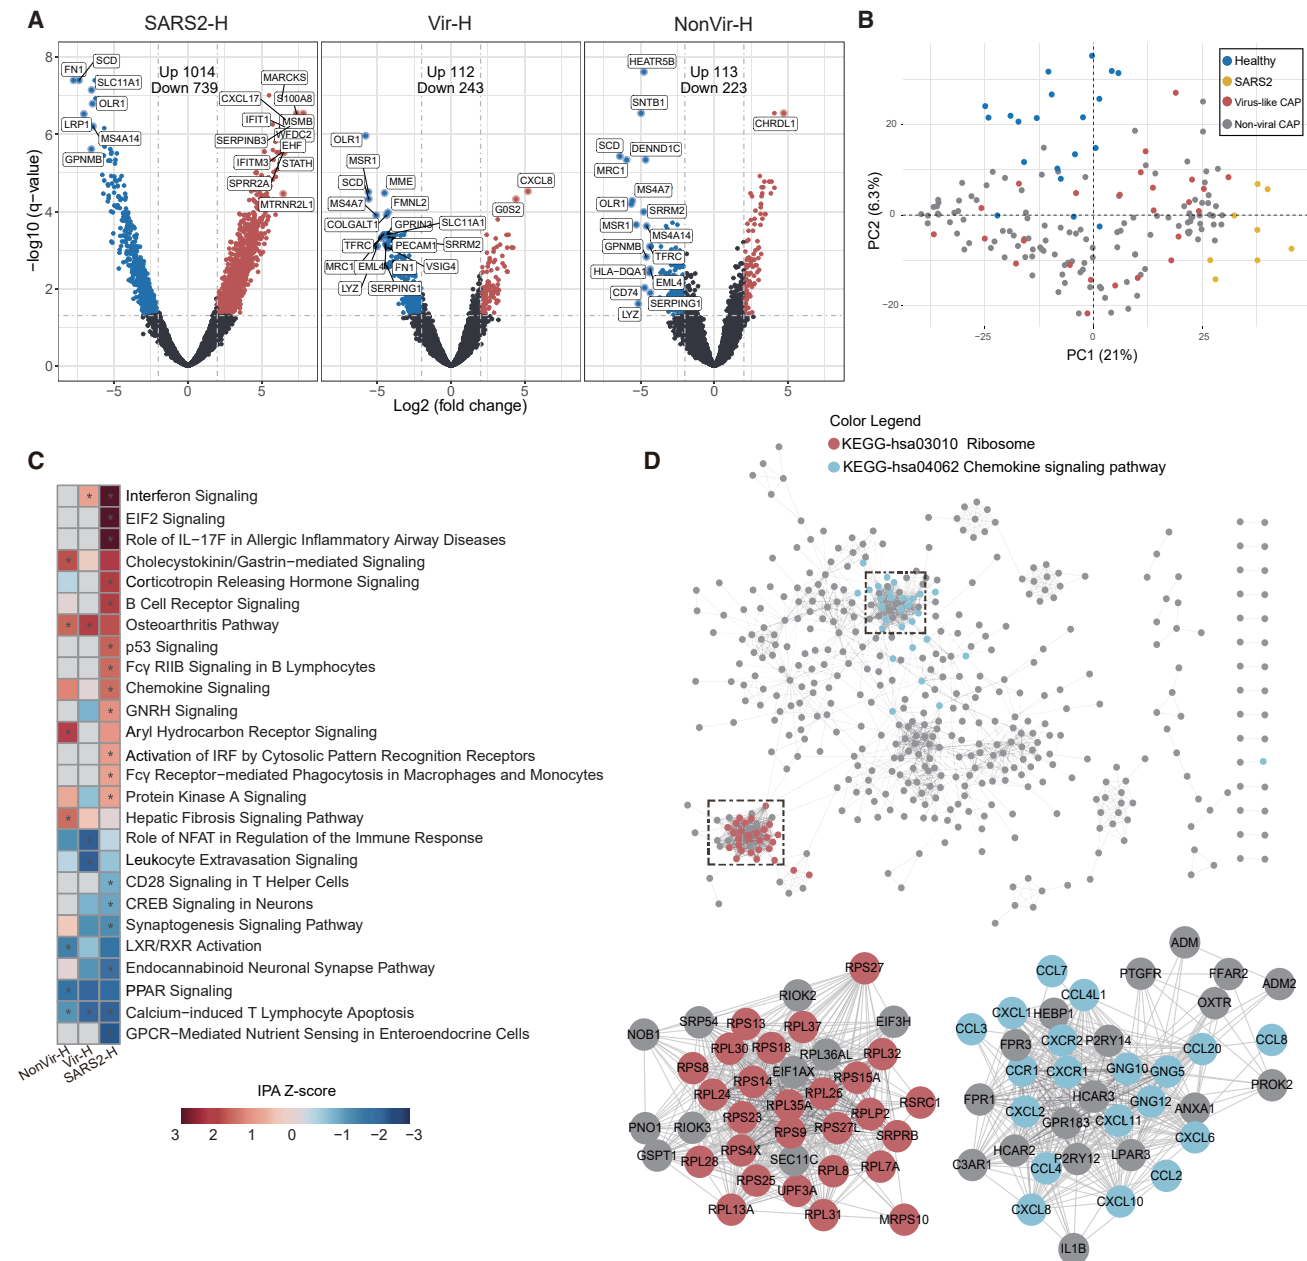 A
SARS2-H
Vir-H
NonVir-H
−log10 (q-value)
8
6
4
2
0
Up 1014
Down 739
FN1
SCD
SLC11A1
OLR1
LRP1
MS4A14
GPNMB
MARCKS
CXCL17
S100A8
IFIT1
MSMB
WFDC2
SERPINB3
EHF
IFITM3
STATH
SPRR2A
MTRNR2L1
Up 112
Down 243
OLR1
MSR1
SCD
MME
MS4A7
FMNL2
COLGALT1
GPRIN3
SLC11A1
TFRC
PECAM1
SRRM2
MRC1
EML4
FN1
VSIG4
LYZ
SERPING1
CXCL8
G0S2
Up 113
Down 223
HEATR5B
SNTB1
SCD
DENND1C
MRC1
MS4A7
OLR1
SRRM2
MSR1
MS4A14
GPNMB
TFRC
HLA−DQA1
EML4
CD74
SERPING1
LYZ
CHRDL1
−5
0
5
−5
0
5
−5
0
5
Log2 (fold change)
B
Healthy
SARS2
Virus-like CAP
Non-viral CAP
PC2 (6.3%)
20
0
−20
−25
0
25
PC1 (21%)
C
Interferon Signaling
EIF2 Signaling
Role of IL−17F in Allergic Inflammatory Airway Diseases
Cholecystokinin/Gastrin−mediated Signaling
Corticotropin Releasing Hormone Signaling
B Cell Receptor Signaling
Osteoarthritis Pathway
p53 Signaling
Fcγ RIIB Signaling in B Lymphocytes
Chemokine Signaling
GNRH Signaling
Aryl Hydrocarbon Receptor Signaling
Activation of IRF by Cytosolic Pattern Recognition Receptors
Fcγ Receptor−mediated Phagocytosis in Macrophages and Monocytes
Protein Kinase A Signaling
Hepatic Fibrosis Signaling Pathway
Role of NFAT in Regulation of the Immune Response
Leukocyte Extravasation Signaling
CD28 Signaling in T Helper Cells
CREB Signaling in Neurons
Synaptogenesis Signaling Pathway
LXR/RXR Activation
Endocannabinoid Neuronal Synapse Pathway
PPAR Signaling
Calcium−induced T Lymphocyte Apoptosis
GPCR−Mediated Nutrient Sensing in Enteroendocrine Cells
NonVir-H
Vir-H
SARS2-H
IPA Z-score
3 2 1 0 −1 −2 −3
D
Color Legend
KEGG-hsa03010 Ribosome
KEGG-hsa04062 Chemokine signaling pathway
RPS27
RIOK2
SRP54
RPS13
RPL37
EIF3H
NOB1
RPL30
RPS18
RPL36AL
RPL32
RPS8
EIF1AX
RPS14
RPS15A
RPL24
RPL26
RPL35A
RPLP2
RSRC1
RPS23
PNO1
RIOK3
RPS9
RPS27L
SRPRB
GSPT1
RPL28
RPS4X
SEC11C
RPL8
RPL7A
RPS25
UPF3A
RPL13A
RPL31
MRPS10
ADM
CCL7
PTGFR
FFAR2
ADM2
CCL4L1
OXTR
CXCL1
HEBP1
CCL3
FPR3
CXCR2
P2RY14
CCL20
CCL8
CCR1
CXCR1
GNG10
GNG5
PROK2
FPR1
HCAR3
GNG12
ANXA1
CXCL2
GPR183
CXCL11
CXCL6
C3AR1
HCAR2
CCL4
P2RY12
LPAR3
CCL2
CXCL8
CXCL10
IL1B